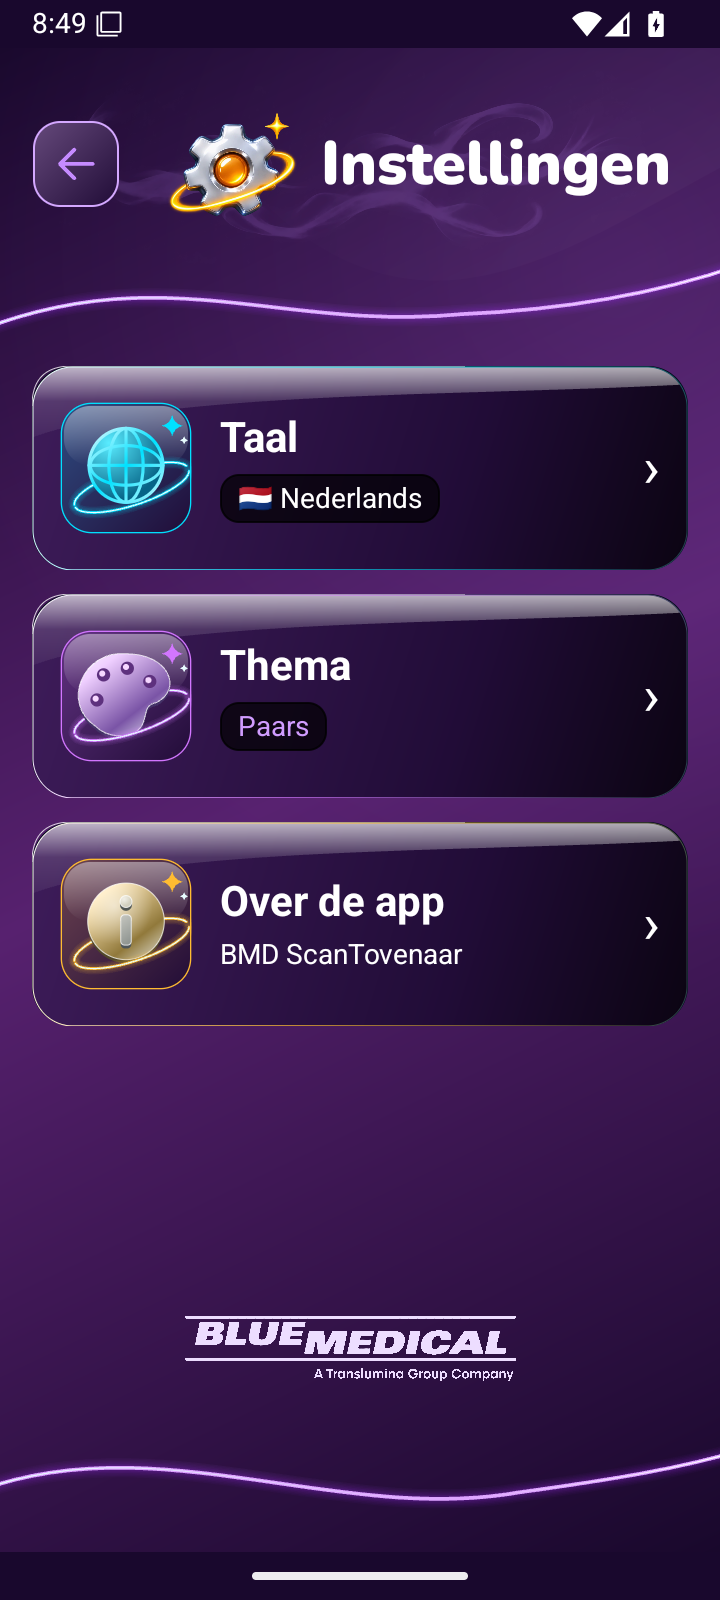 8:49
Instellingen
Taal
🇳🇱 Nederlands
Thema
Paars
Over de app
BMD ScanTovenaar
BLUEMEDICAL
A Translumina Group Company